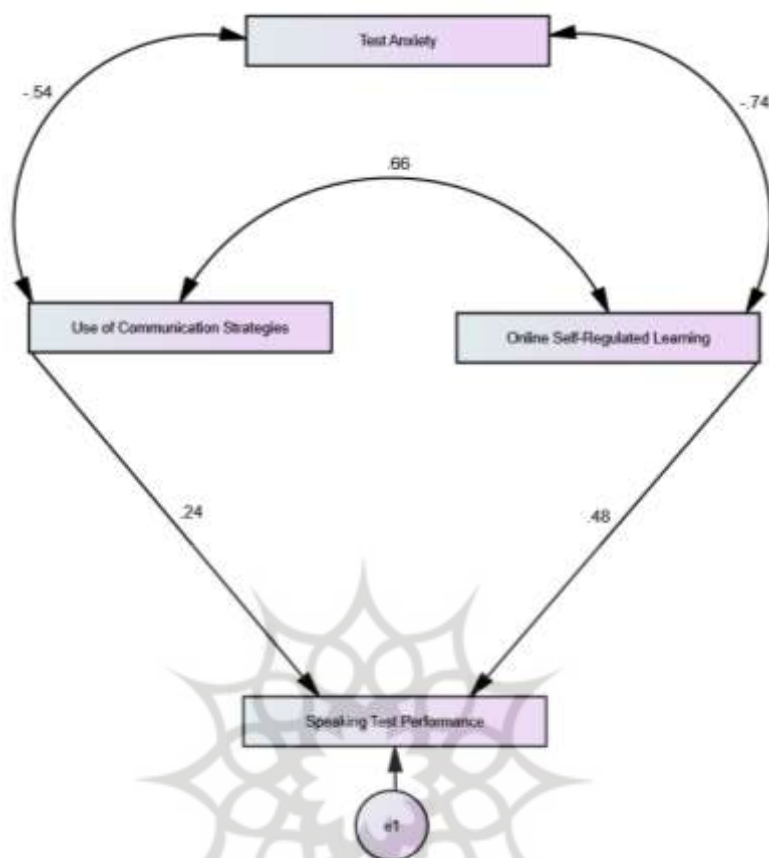 Test Anxiety
-.54
-.74
.66
Use of Communication Strategies
Online Self-Regulated Learning
.24
.48
Speaking Test Performance
e1